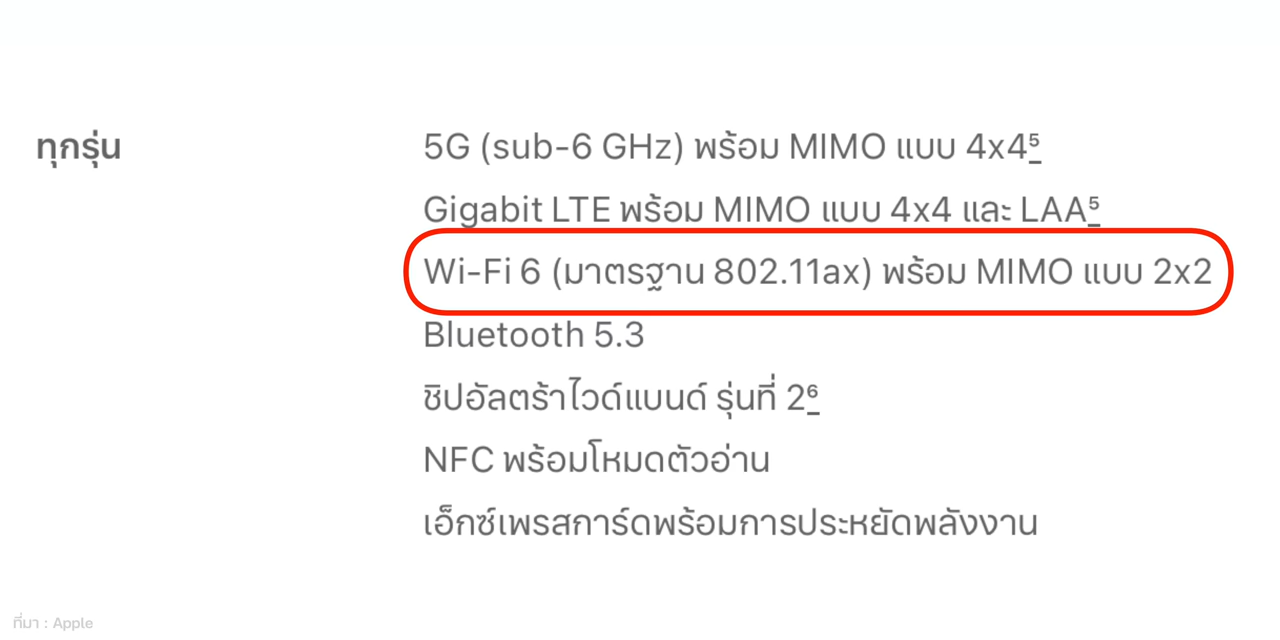 ทุกรุ่น
5G (sub-6 GHz) พร้อม MIMO แบบ 4x4⁵
Gigabit LTE พร้อม MIMO แบบ 4x4 และ LAA⁵
Wi-Fi 6 (มาตรฐาน 802.11ax) พร้อม MIMO แบบ 2x2
Bluetooth 5.3
ชิปอัลตร้าไวด์แบนด์ รุ่นที่ 2⁶
NFC พร้อมโหมดตัวอ่าน
เอ็กซ์เพรสการ์ดพร้อมการประหยัดพลังงาน
ที่มา : Apple